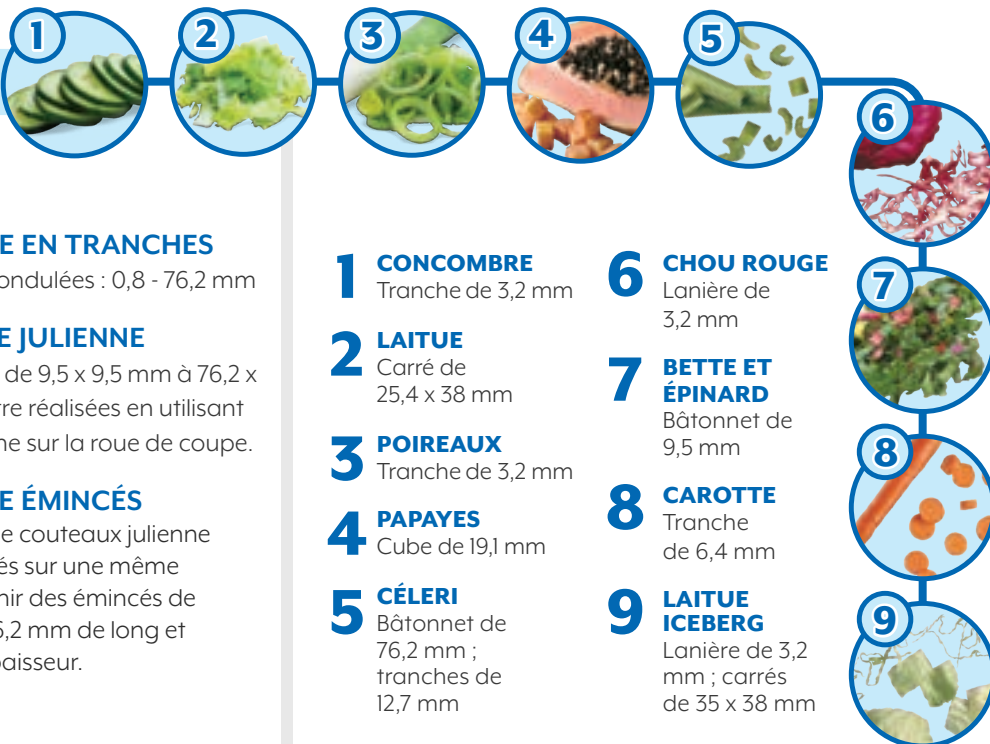 1
2
3
4
5
6
7
8
9
E EN TRANCHES
ondulées : 0,8 - 76,2 mm
E JULIENNE
de 9,5 x 9,5 mm à 76,2 x
tre réalisées en utilisant
ne sur la roue de coupe.
E ÉMINCÉS
e couteaux julienne
és sur une même
nir des émincés de
6,2 mm de long et
paisseur.
1 CONCOMBRE
Tranche de 3,2 mm
2 LAITUE
Carré de
25,4 x 38 mm
3 POIREAUX
Tranche de 3,2 mm
4 PAPAYES
Cube de 19,1 mm
5 CÉLERI
Bâtonnet de
76,2 mm ;
tranches de
12,7 mm
6 CHOU ROUGE
Lanière de
3,2 mm
7 BETTE ET
ÉPINARD
Bâtonnet de
9,5 mm
8 CAROTTE
Tranche
de 6,4 mm
9 LAITUE
ICEBERG
Lanière de 3,2
mm ; carrés
de 35 x 38 mm